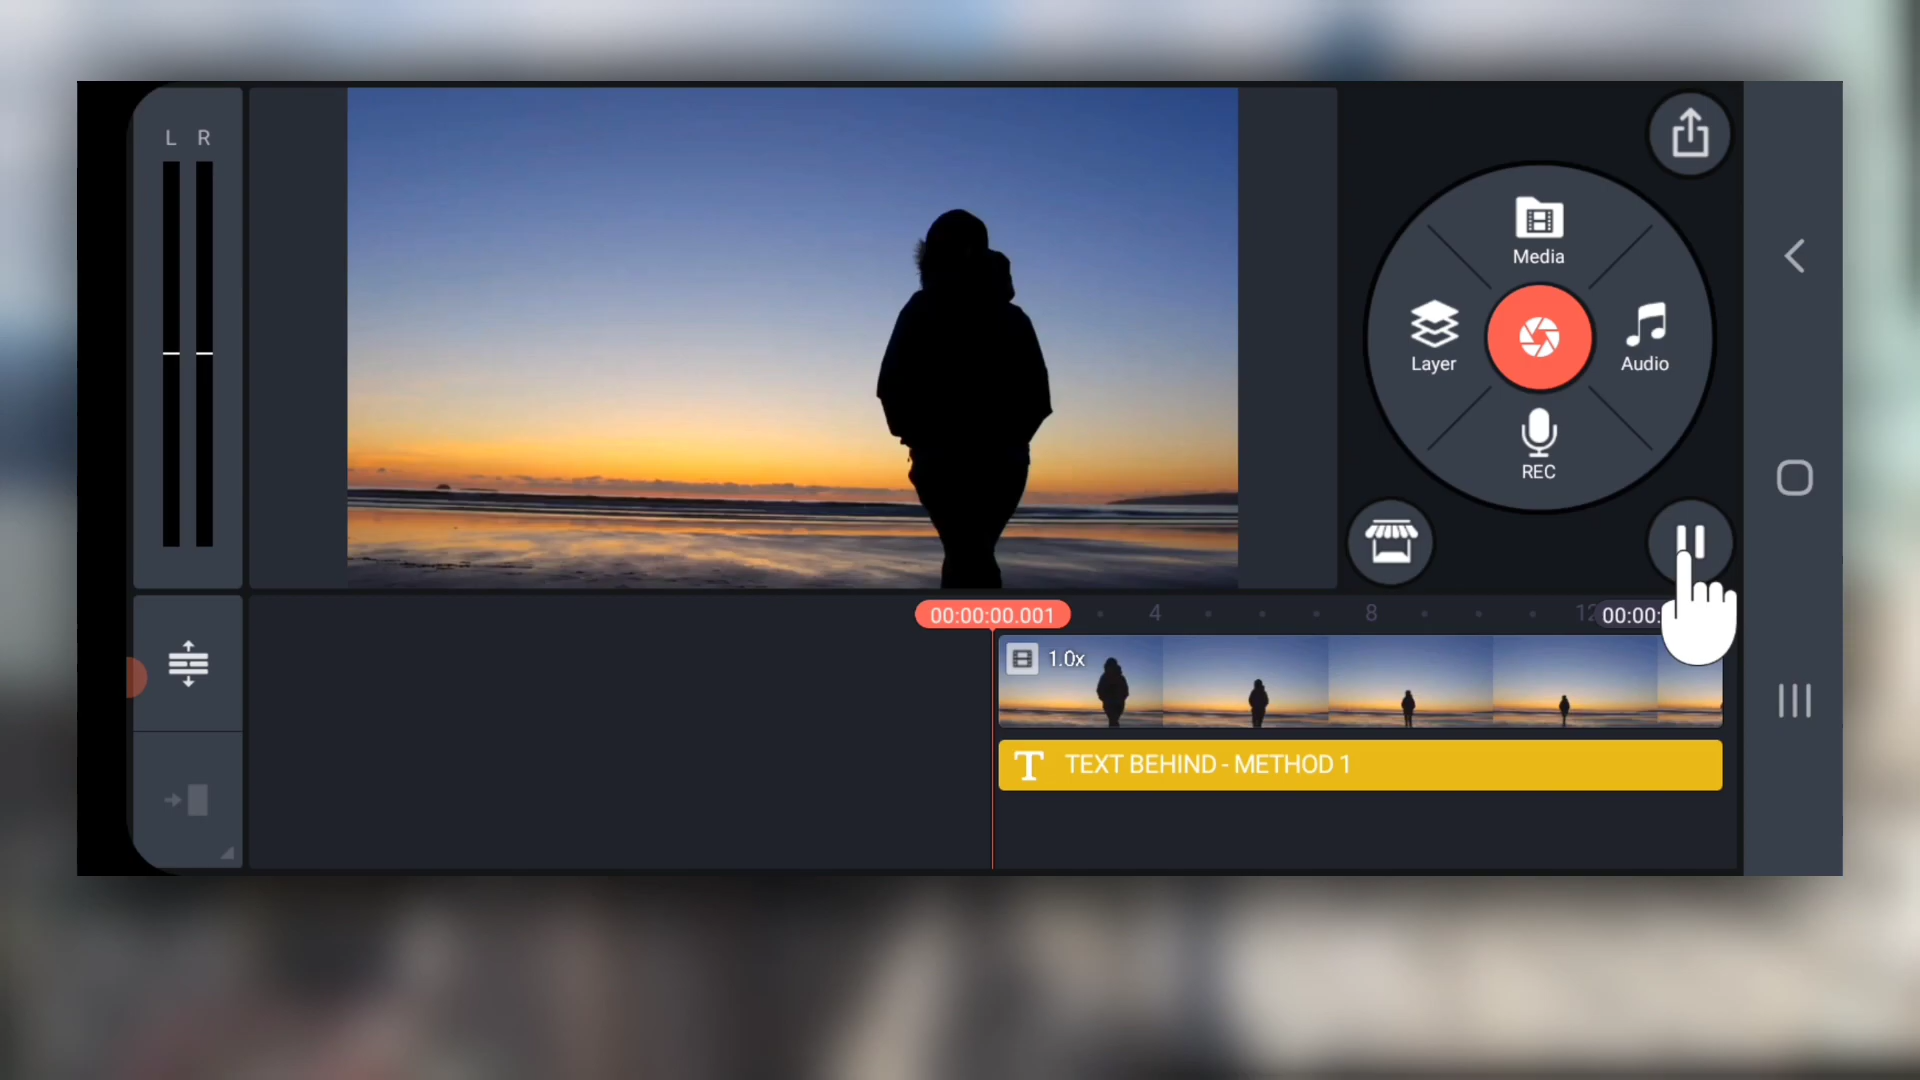 L R
Media
Layer
Audio
REC
00:00:00.001
4
8
12
00:00:
1.0x
T TEXT BEHIND - METHOD 1